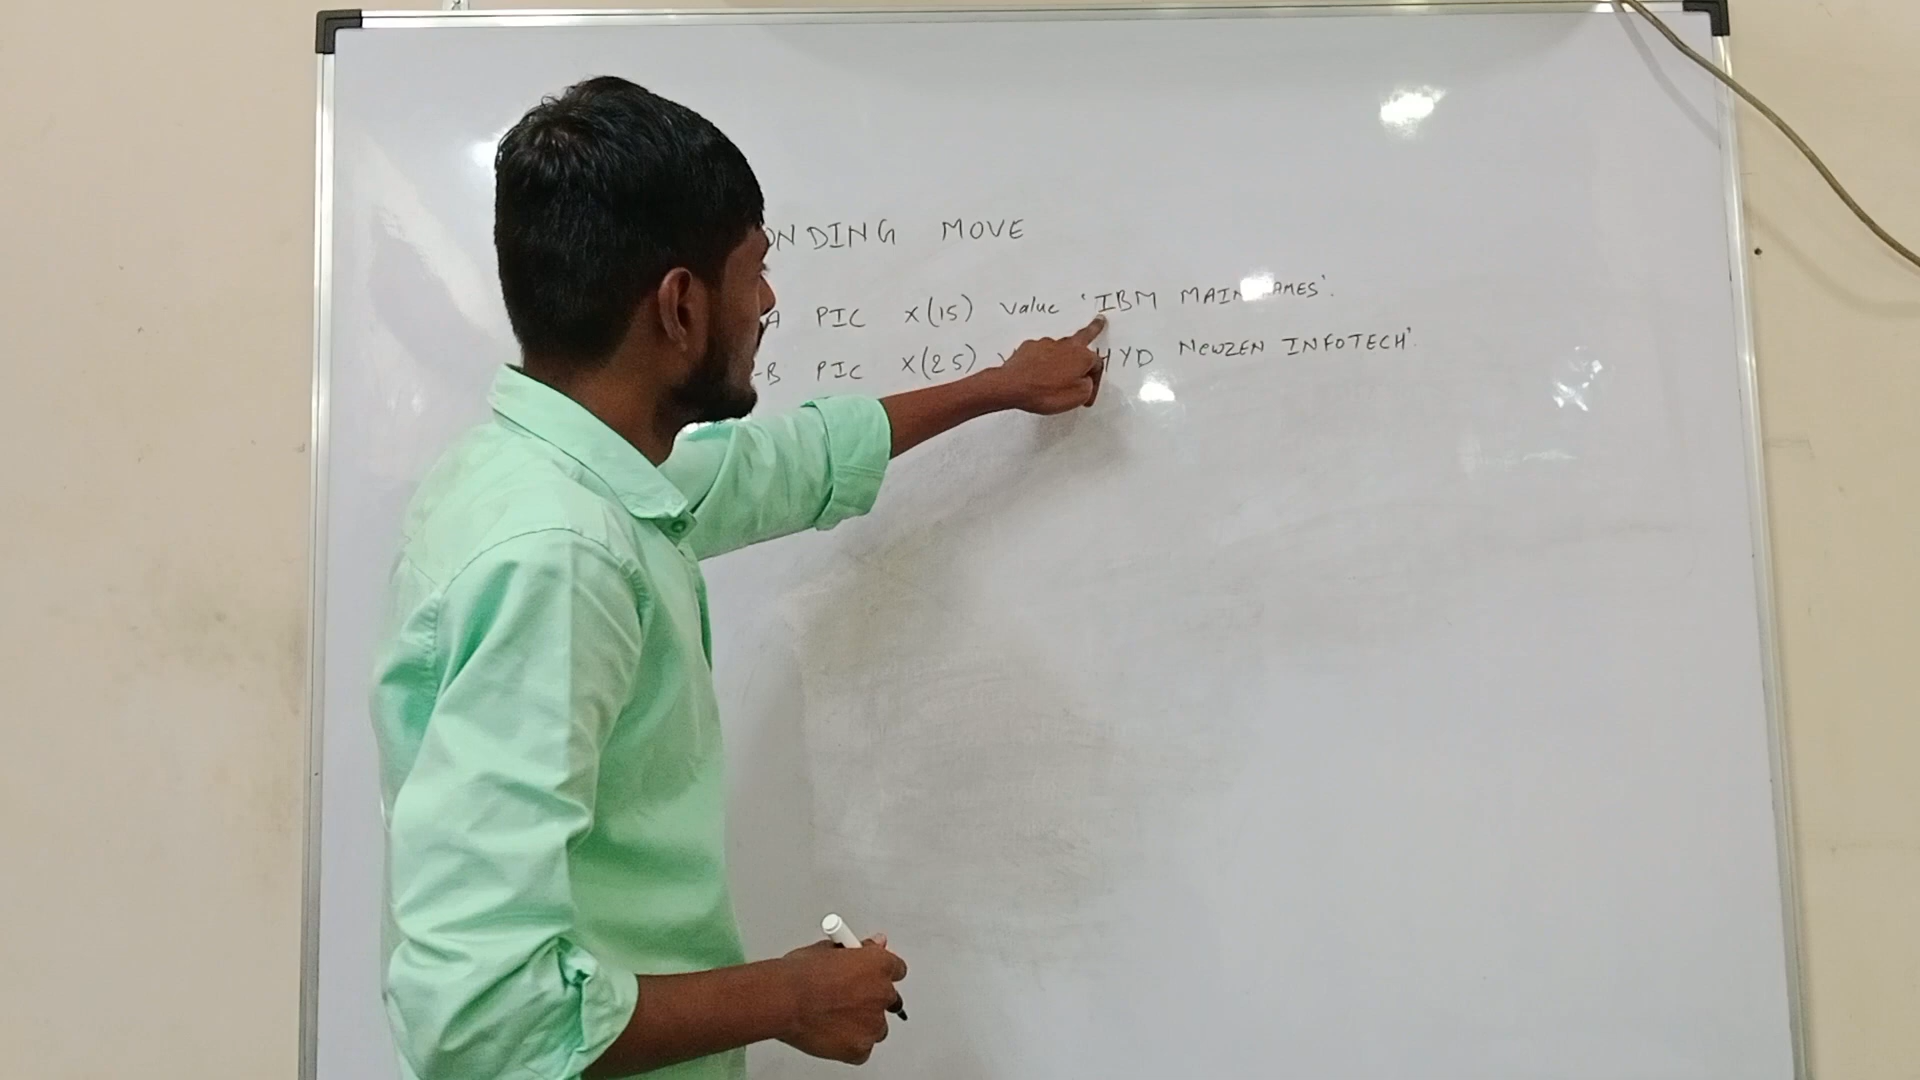 ONDING MOVE
A PIC X(15) value 'IBM MAINFRAMES'.
-B PIC X(25) HYD NEWZEN INFOTECH'.